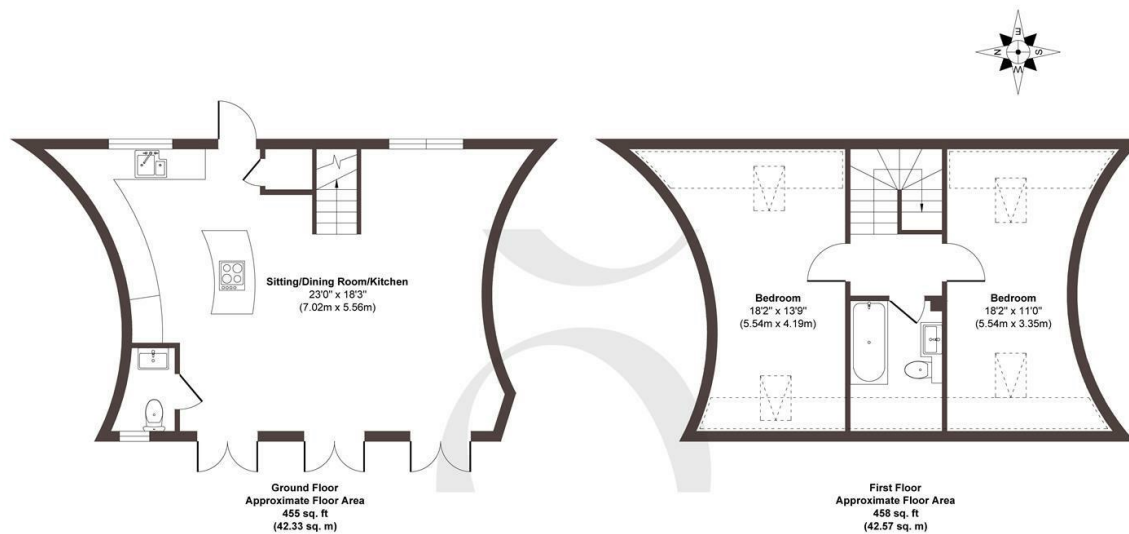 E
N S
W
Sitting/Dining Room/Kitchen
23'0" x 18'3"
(7.02m x 5.56m)
Bedroom
18'2" x 13'9"
(5.54m x 4.19m)
Bedroom
18'2" x 11'0"
(5.54m x 3.35m)
Ground Floor
Approximate Floor Area
455 sq. ft
(42.33 sq. m)
First Floor
Approximate Floor Area
458 sq. ft
(42.57 sq. m)